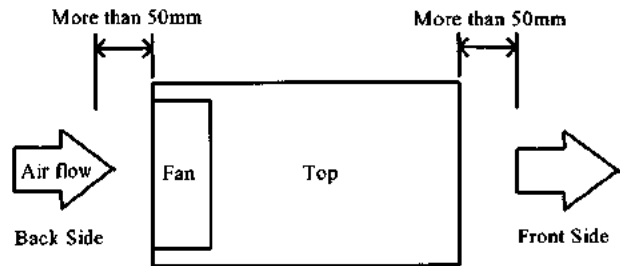 More than 50mm
More than 50mm
Air flow
Fan
Top
Back Side
Front Side